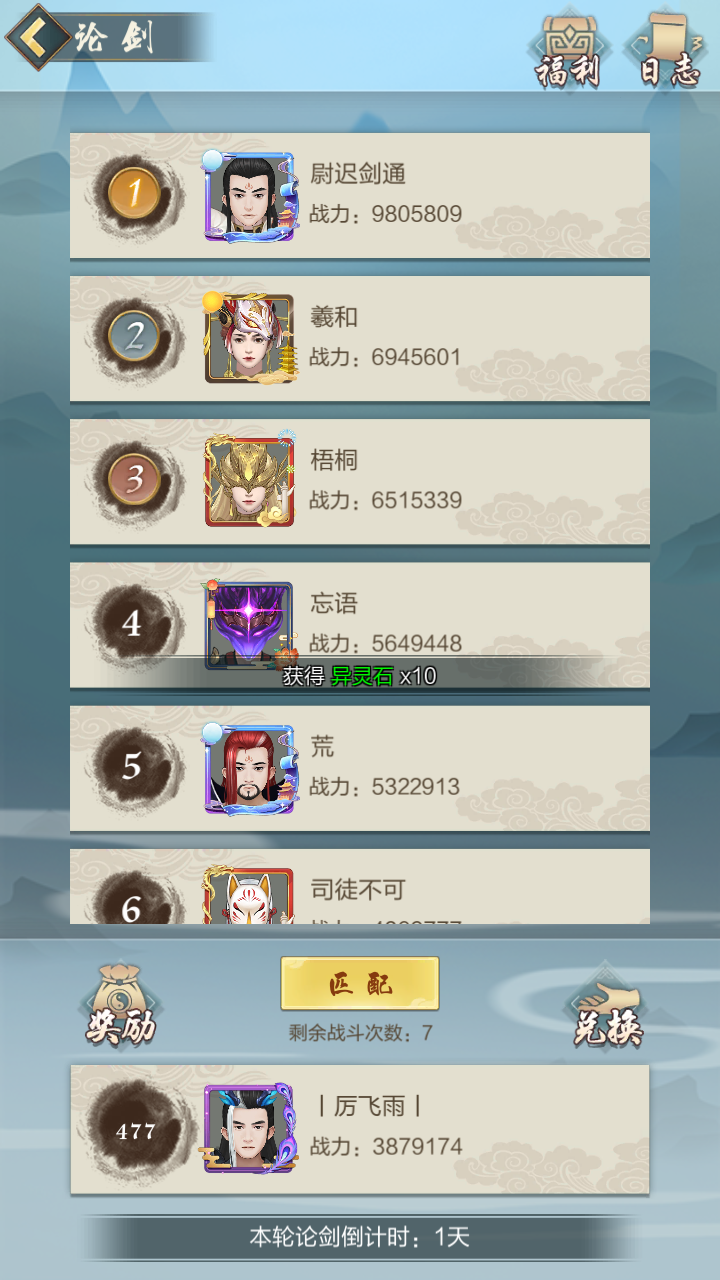 论剑
福利
日志
1
尉迟剑通
战力：9805809
2
羲和
战力：6945601
3
梧桐
战力：6515339
4
忘语
战力：5649448
获得 异灵石 x10
5
荒
战力：5322913
6
司徒不可
匹配
奖励
剩余战斗次数：7
兑换
477
丨厉飞雨丨
战力：3879174
本轮论剑倒计时：1天